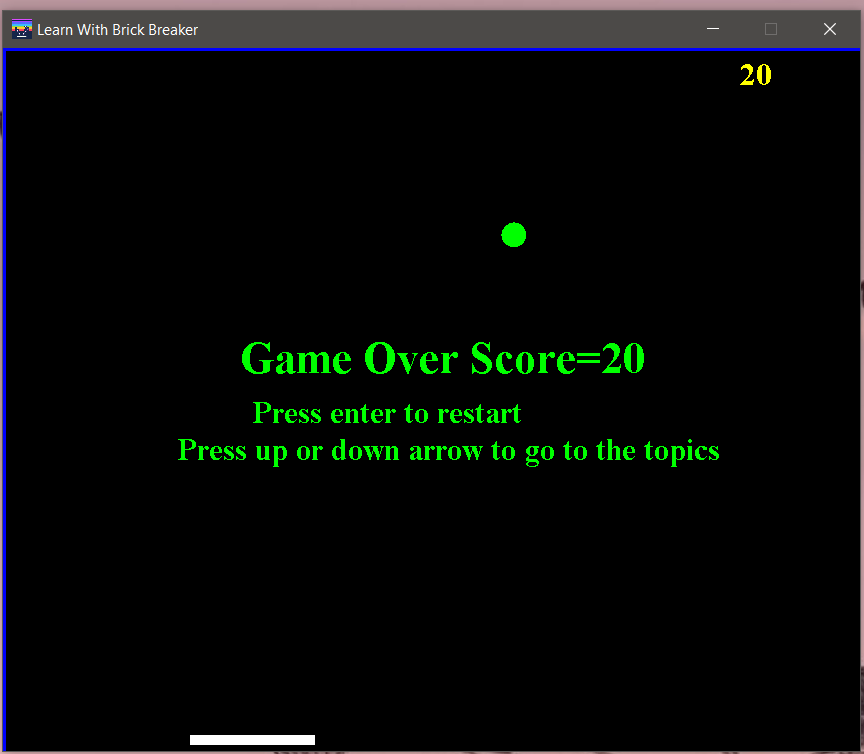 Learn With Brick Breaker
20
Game Over Score=20
Press enter to restart
Press up or down arrow to go to the topics